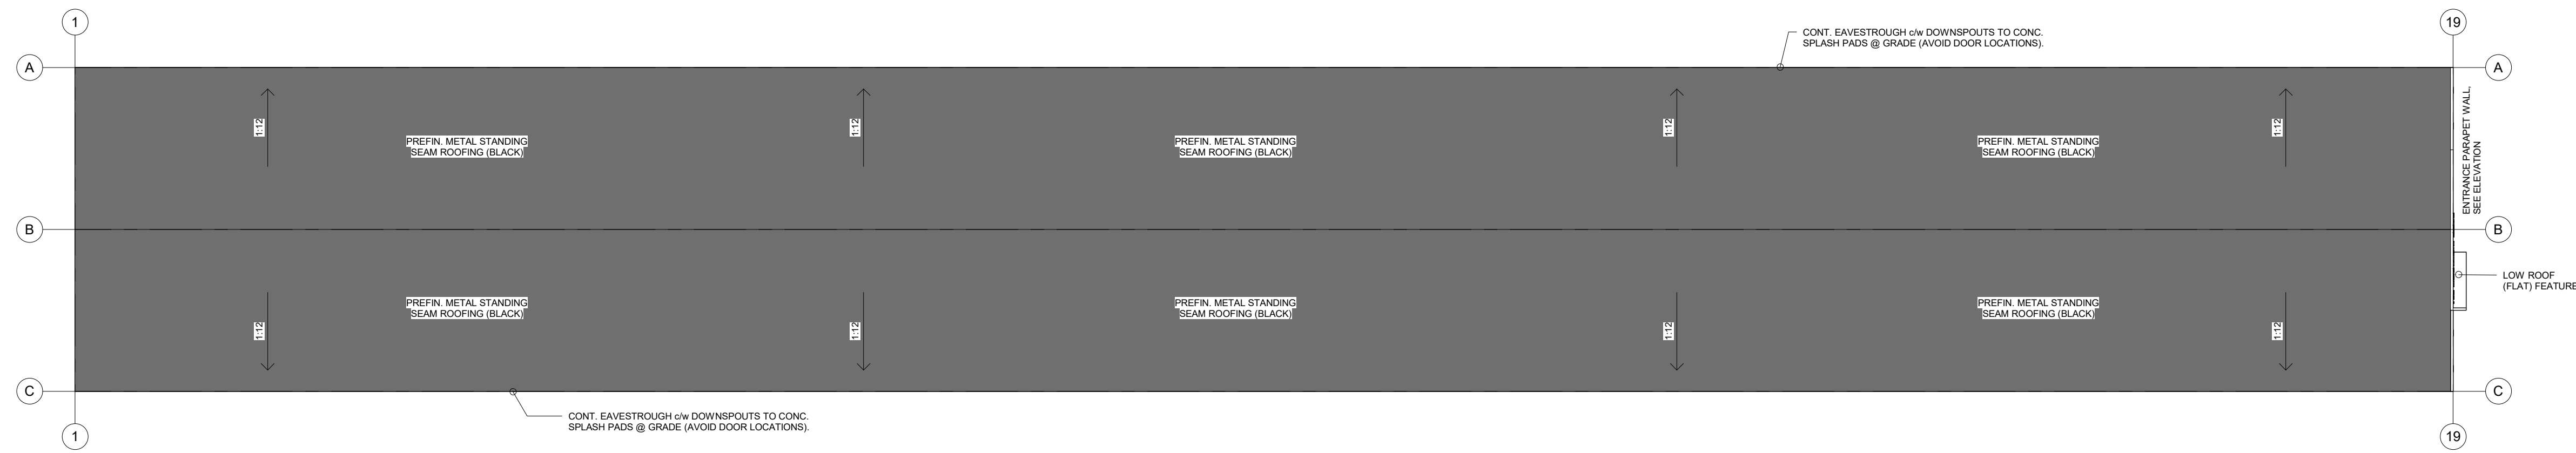 1
19
CONT. EAVESTROUGH c/w DOWNSPOUTS TO CONC.
SPLASH PADS @ GRADE (AVOID DOOR LOCATIONS).
A
A
1:12
1:12
1:12
1:12
PREFIN. METAL STANDING
SEAM ROOFING (BLACK)
PREFIN. METAL STANDING
SEAM ROOFING (BLACK)
PREFIN. METAL STANDING
SEAM ROOFING (BLACK)
ENTRANCE PARAPET WALL,
SEE ELEVATION
B
B
LOW ROOF
(FLAT) FEATURE
PREFIN. METAL STANDING
SEAM ROOFING (BLACK)
PREFIN. METAL STANDING
SEAM ROOFING (BLACK)
PREFIN. METAL STANDING
SEAM ROOFING (BLACK)
1:12
1:12
1:12
1:12
C
C
CONT. EAVESTROUGH c/w DOWNSPOUTS TO CONC.
SPLASH PADS @ GRADE (AVOID DOOR LOCATIONS).
1
19